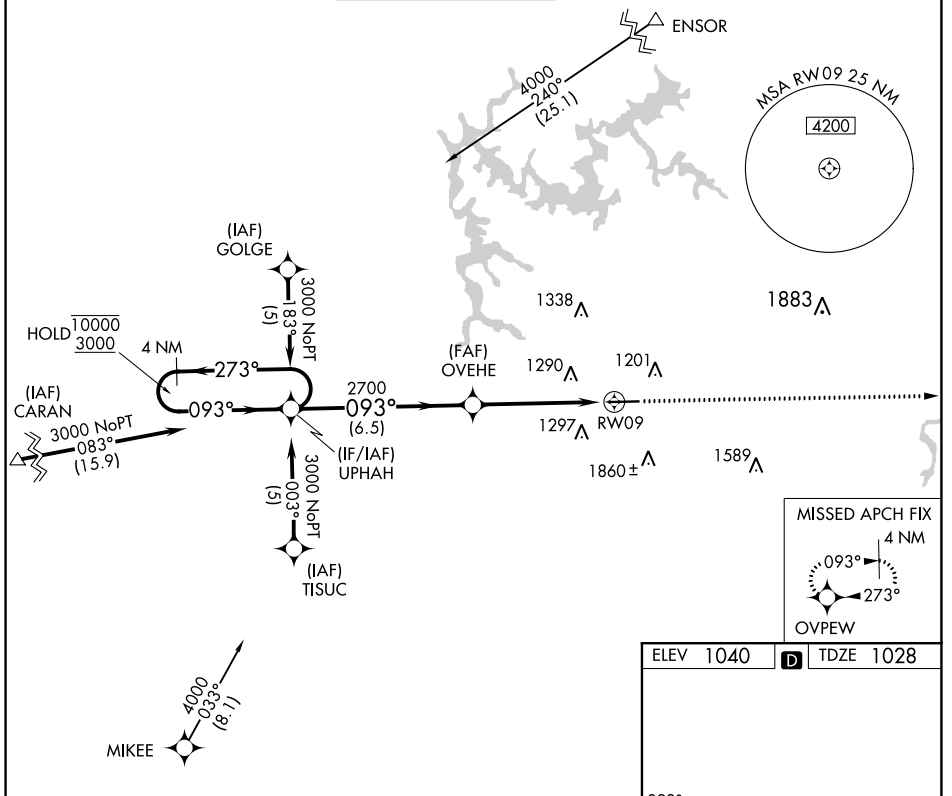 ENSOR
4000
240°
(25.1)
MSA RW09 25 NM
4200
(IAF)
GOLGE
3000 NoPT
183°
(5)
HOLD
10000
3000
4 NM
273°
093°
(IAF)
CARAN
3000 NoPT
083°
(15.9)
2700
093°
(6.5)
(IF/IAF)
UPHAH
(FAF)
OVEHE
1338
1883
1290
1201
1297
RW09
1860±
1589
3000 NoPT
003°
(5)
(IAF)
TISUC
MISSED APCH FIX
4 NM
093°
273°
OVPEW
4000
033°
(8.1)
MIKEE
ELEV 1040
D
TDZE 1028